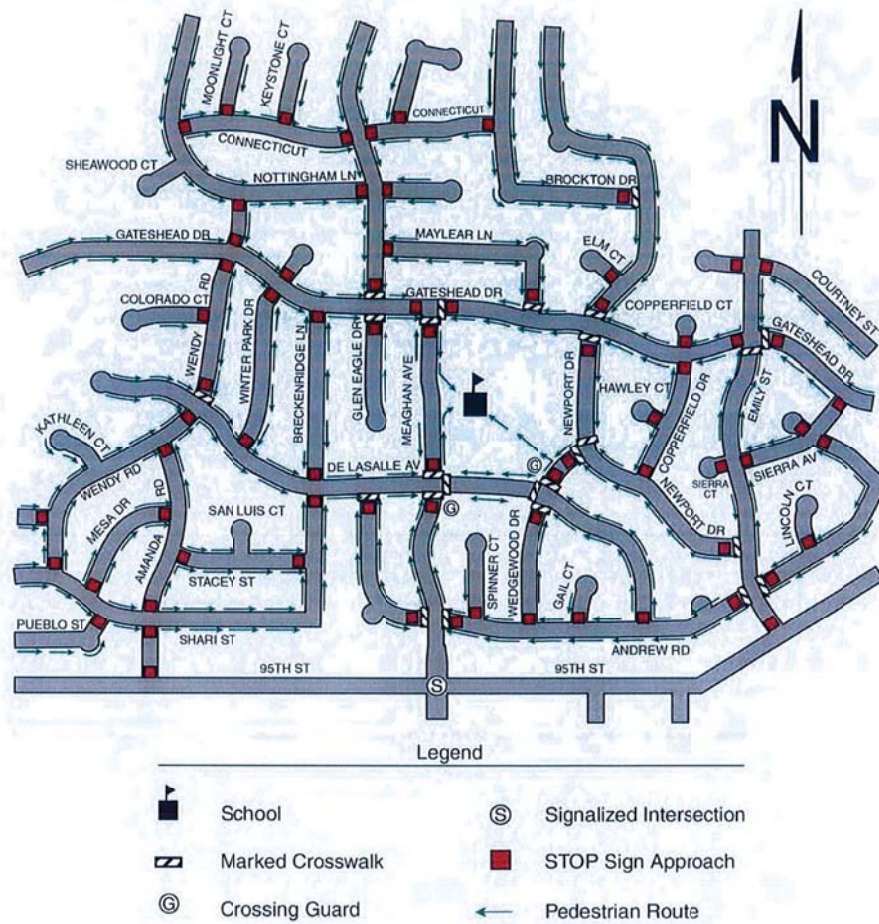 MOONLIGHT CT
KEYSTONE CT
CONNECTICUT
CONNECTICUT
SHEAWOOD CT
NOTTINGHAM LN
BROCKTON DR
N
GATESHEAD DR
MAYLEAR LN
ELM CT
COURTNEY ST
COLORADO CT
WENDY RD
WINTER PARK DR
BRECKENRIDGE LN
GLEN EAGLE DR
GATESHEAD DR
MEAGHAN AVE
NEWPORT DR
COPPERFIELD CT
HAWLEY CT
COPPERFIELD DR
EMILY ST
GATESHEAD DR
KATHLEEN CT
WENDY RD
DE LASALLE AV
G
G
SIERRA CT
SIERRA AV
NEWPORT DR
LINCOLN CT
MESA DR
AMANDA RD
SAN LUIS CT
STACEY ST
SPINNER CT
WEDGEWOOD DR
GAIL CT
PUEBLO ST
SHARI ST
ANDREW RD
95TH ST
S
95TH ST
Legend
School
S Signalized Intersection
Marked Crosswalk
STOP Sign Approach
G Crossing Guard
Pedestrian Route